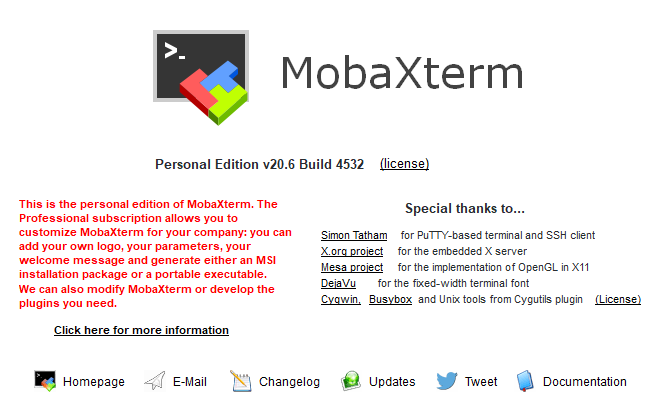 >_
MobaXterm
Personal Edition v20.6 Build 4532 (license)
This is the personal edition of MobaXterm. The
Professional subscription allows you to
customize MobaXterm for your company: you can
add your own logo, your parameters, your
welcome message and generate either an MSI
installation package or a portable executable.
We can also modify MobaXterm or develop the
plugins you need.
Click here for more information
Special thanks to...
Simon Tatham for PuTTY-based terminal and SSH client
X.org project for the embedded X server
Mesa project for the implementation of OpenGL in X11
DejaVu for the fixed-width terminal font
Cygwin, Busybox and Unix tools from Cygutils plugin (License)
Homepage E-Mail Changelog Updates Tweet Documentation